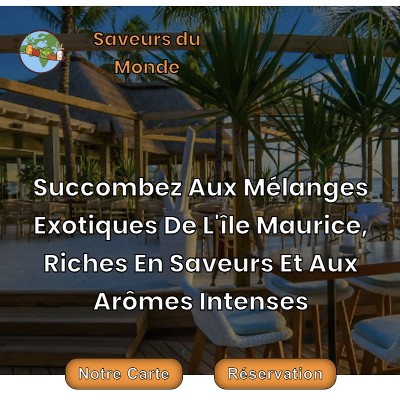 Saveurs du
Monde
Succombez Aux Mélanges
Exotiques De L'île Maurice,
Riches En Saveurs Et Aux
Arômes Intenses
Notre Carte
Réservation